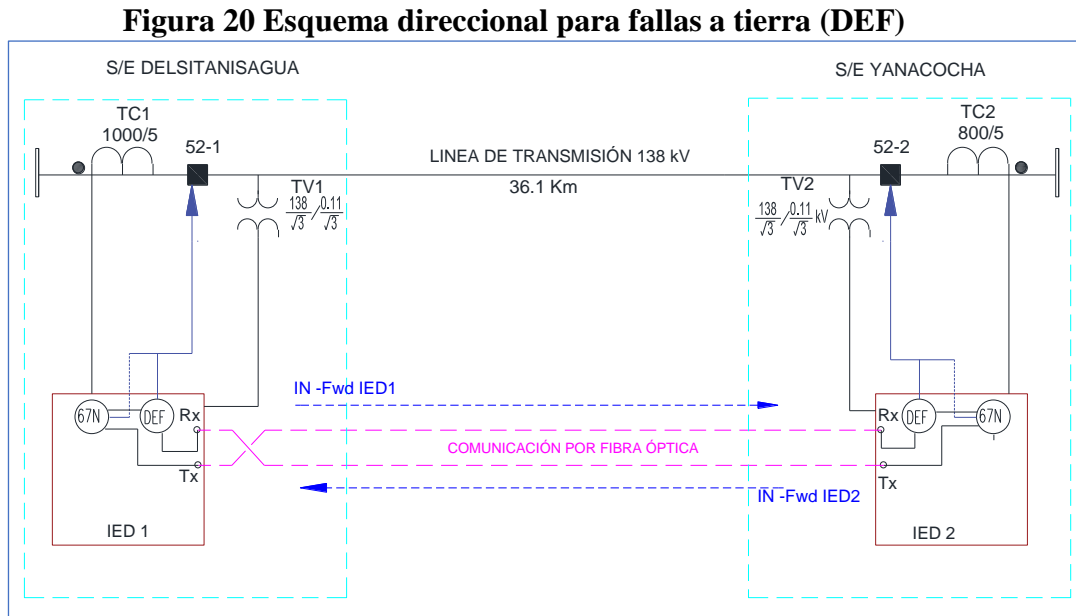 Figura 20 Esquema direccional para fallas a tierra (DEF)
S/E DELSITANISAGUA
S/E YANACOCHA
TC1
1000/5
52-1
LINEA DE TRANSMISIÓN 138 kV
36.1 Km
52-2
TC2
800/5
TV1
138/√3 / 0.11/√3
TV2
138/√3 / 0.11/√3 kV
IN -Fwd IED1
67N
DEF
Rx
Tx
IED 1
COMUNICACIÓN POR FIBRA ÓPTICA
Rx
DEF
67N
Tx
IED 2
IN -Fwd IED2